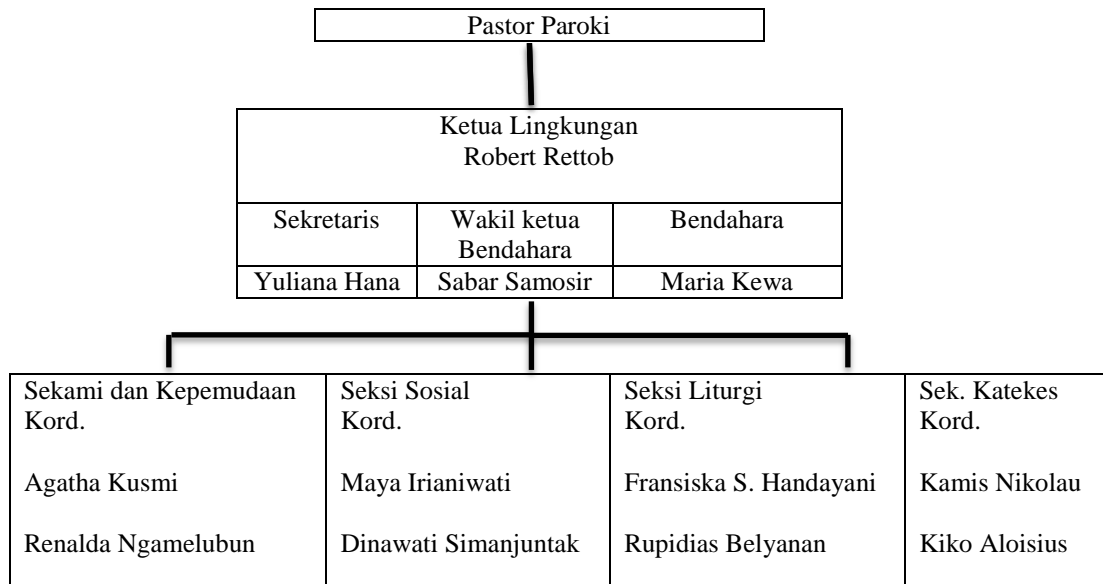 Pastor Paroki
Ketua Lingkungan
Robert Rettob
Sekretaris
Wakil ketua
Bendahara
Bendahara
Yuliana Hana
Sabar Samosir
Maria Kewa
Sekami dan Kepemudaan
Kord.
Agatha Kusmi
Renalda Ngamelubun
Seksi Sosial
Kord.
Maya Irianiwati
Dinawati Simanjuntak
Seksi Liturgi
Kord.
Fransiska S. Handayani
Rupidias Belyanan
Sek. Katekes
Kord.
Kamis Nikolau
Kiko Aloisius